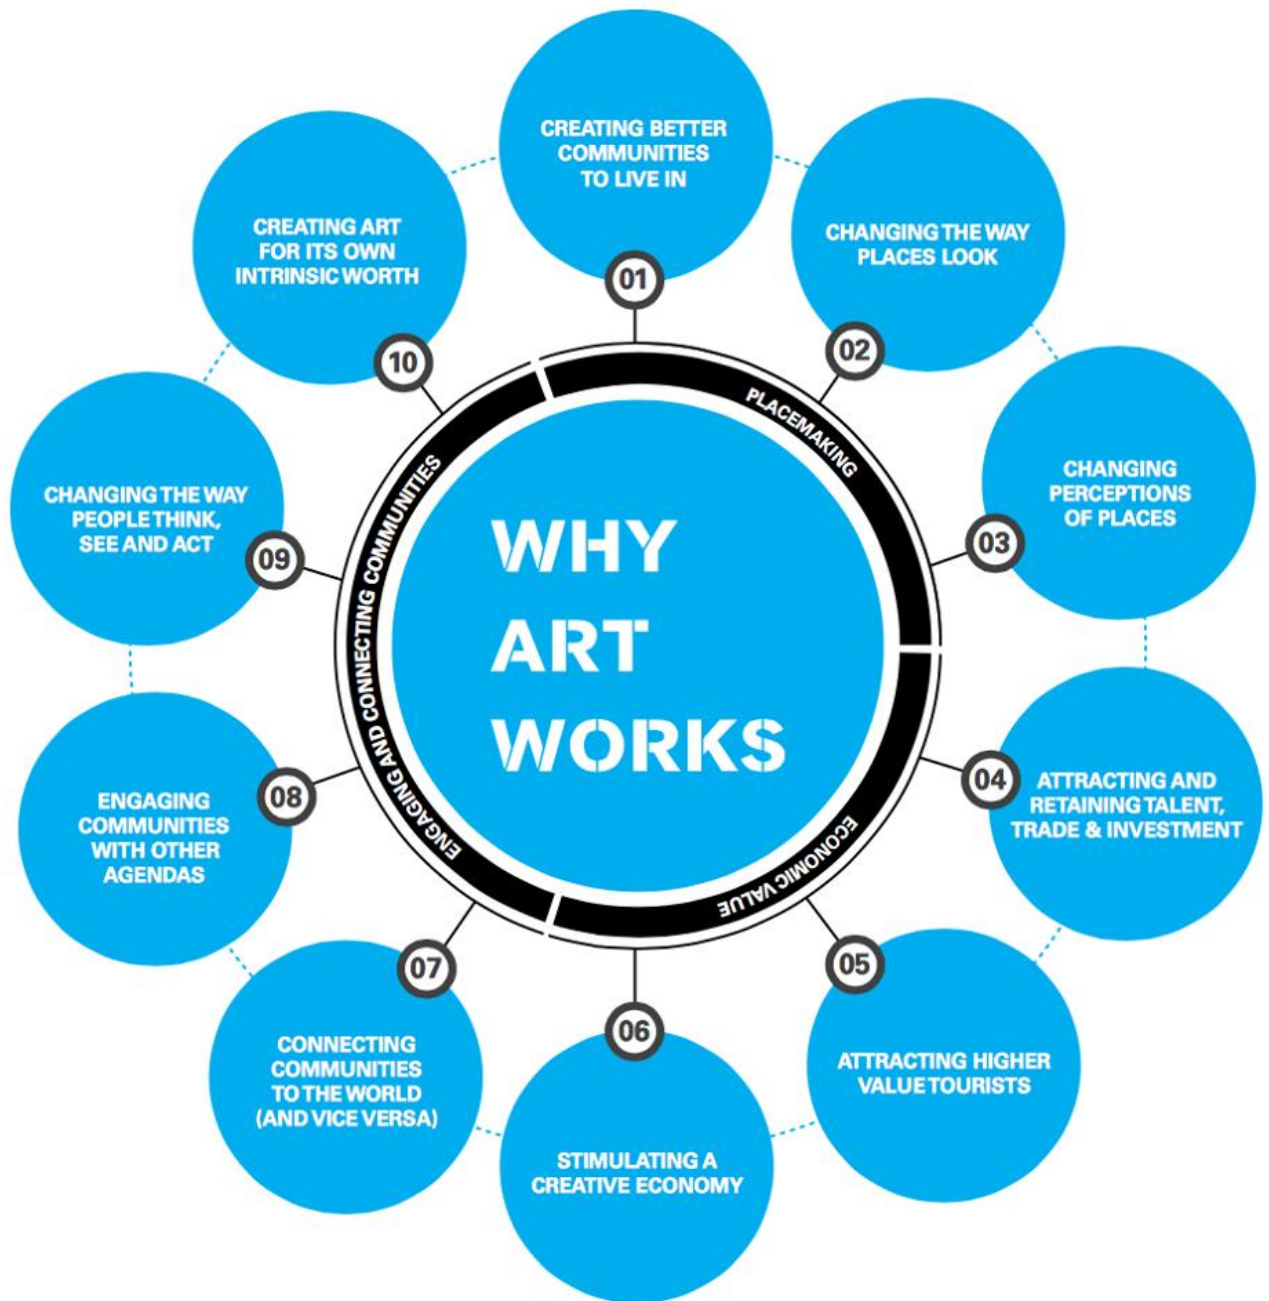 WHY
ART
WORKS
PLACEMAKING
ECONOMIC VALUE
ENGAGING AND CONNECTING COMMUNITIES
CREATING BETTER
COMMUNITIES
TO LIVE IN
01
CHANGING THE WAY
PLACES LOOK
02
CHANGING
PERCEPTIONS
OF PLACES
03
ATTRACTING AND
RETAINING TALENT,
TRADE & INVESTMENT
04
ATTRACTING HIGHER
VALUE TOURISTS
05
STIMULATING A
CREATIVE ECONOMY
06
CONNECTING
COMMUNITIES
TO THE WORLD
(AND VICE VERSA)
07
ENGAGING
COMMUNITIES
WITH OTHER
AGENDAS
08
CHANGING THE WAY
PEOPLE THINK,
SEE AND ACT
09
CREATING ART
FOR ITS OWN
INTRINSIC WORTH
10